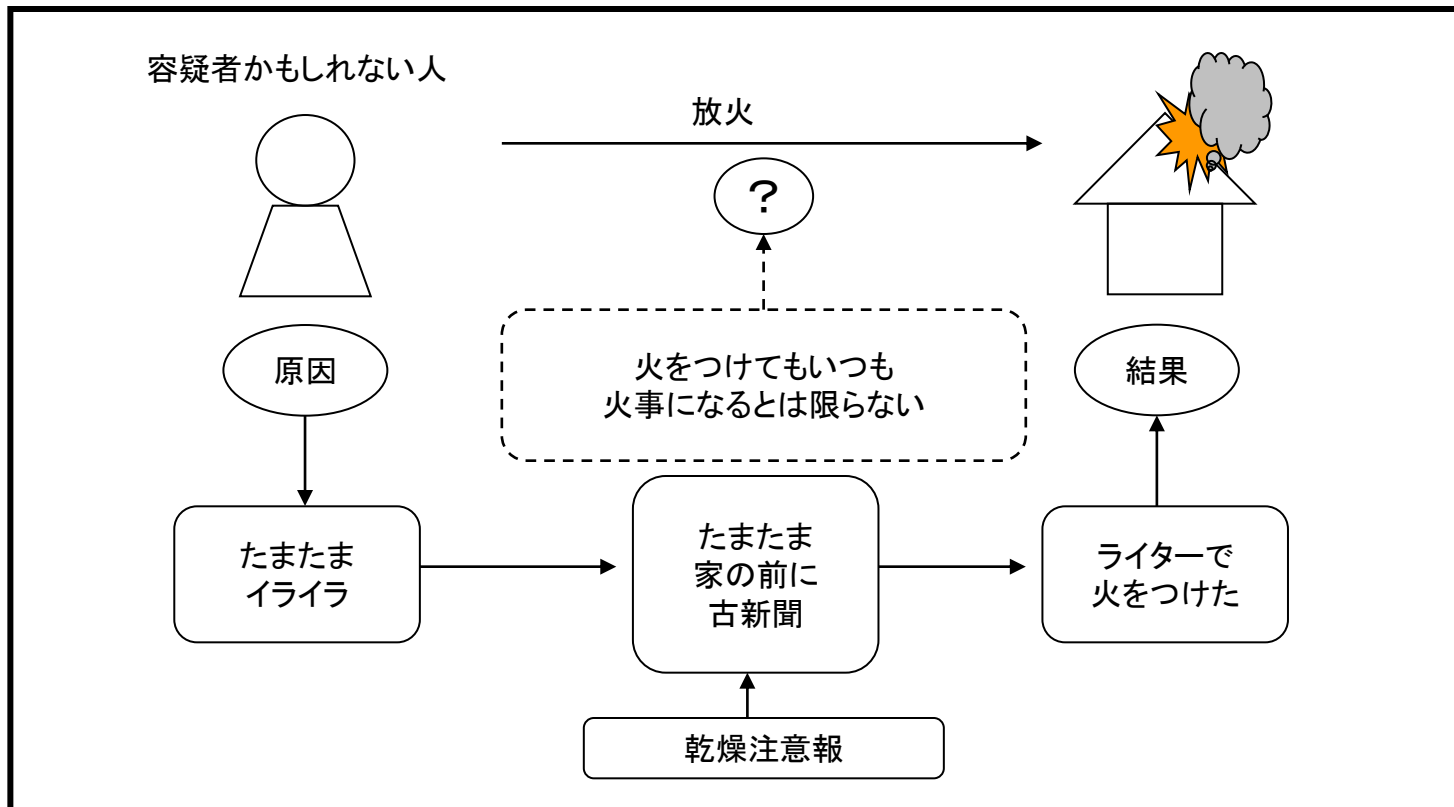 容疑者かもしれない人
放火
?
原因
火をつけてもいつも
火事になるとは限らない
結果
たまたま
イライラ
たまたま
家の前に
古新聞
ライターで
火をつけた
乾燥注意報